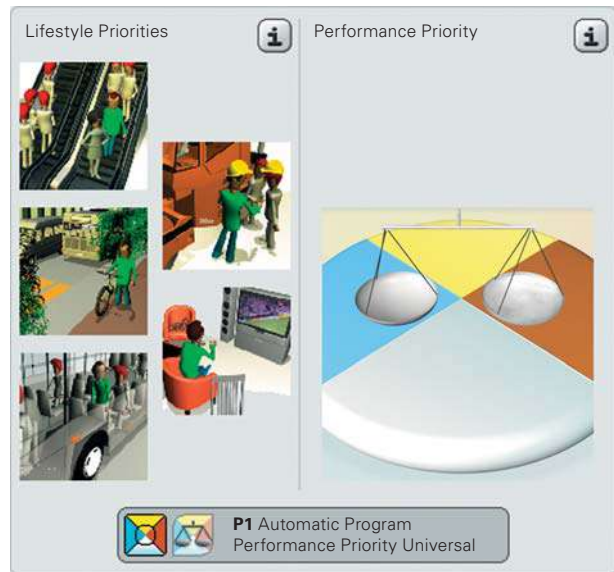 Lifestyle Priorities
Performance Priority
P1 Automatic Program
Performance Priority Universal